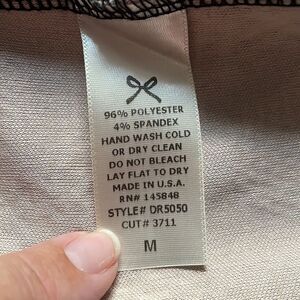 96% POLYESTER
4% SPANDEX
HAND WASH COLD
OR DRY CLEAN
DO NOT BLEACH
LAY FLAT TO DRY
MADE IN U.S.A.
RN# 145848
STYLE# DR5050
CUT# 3711
M